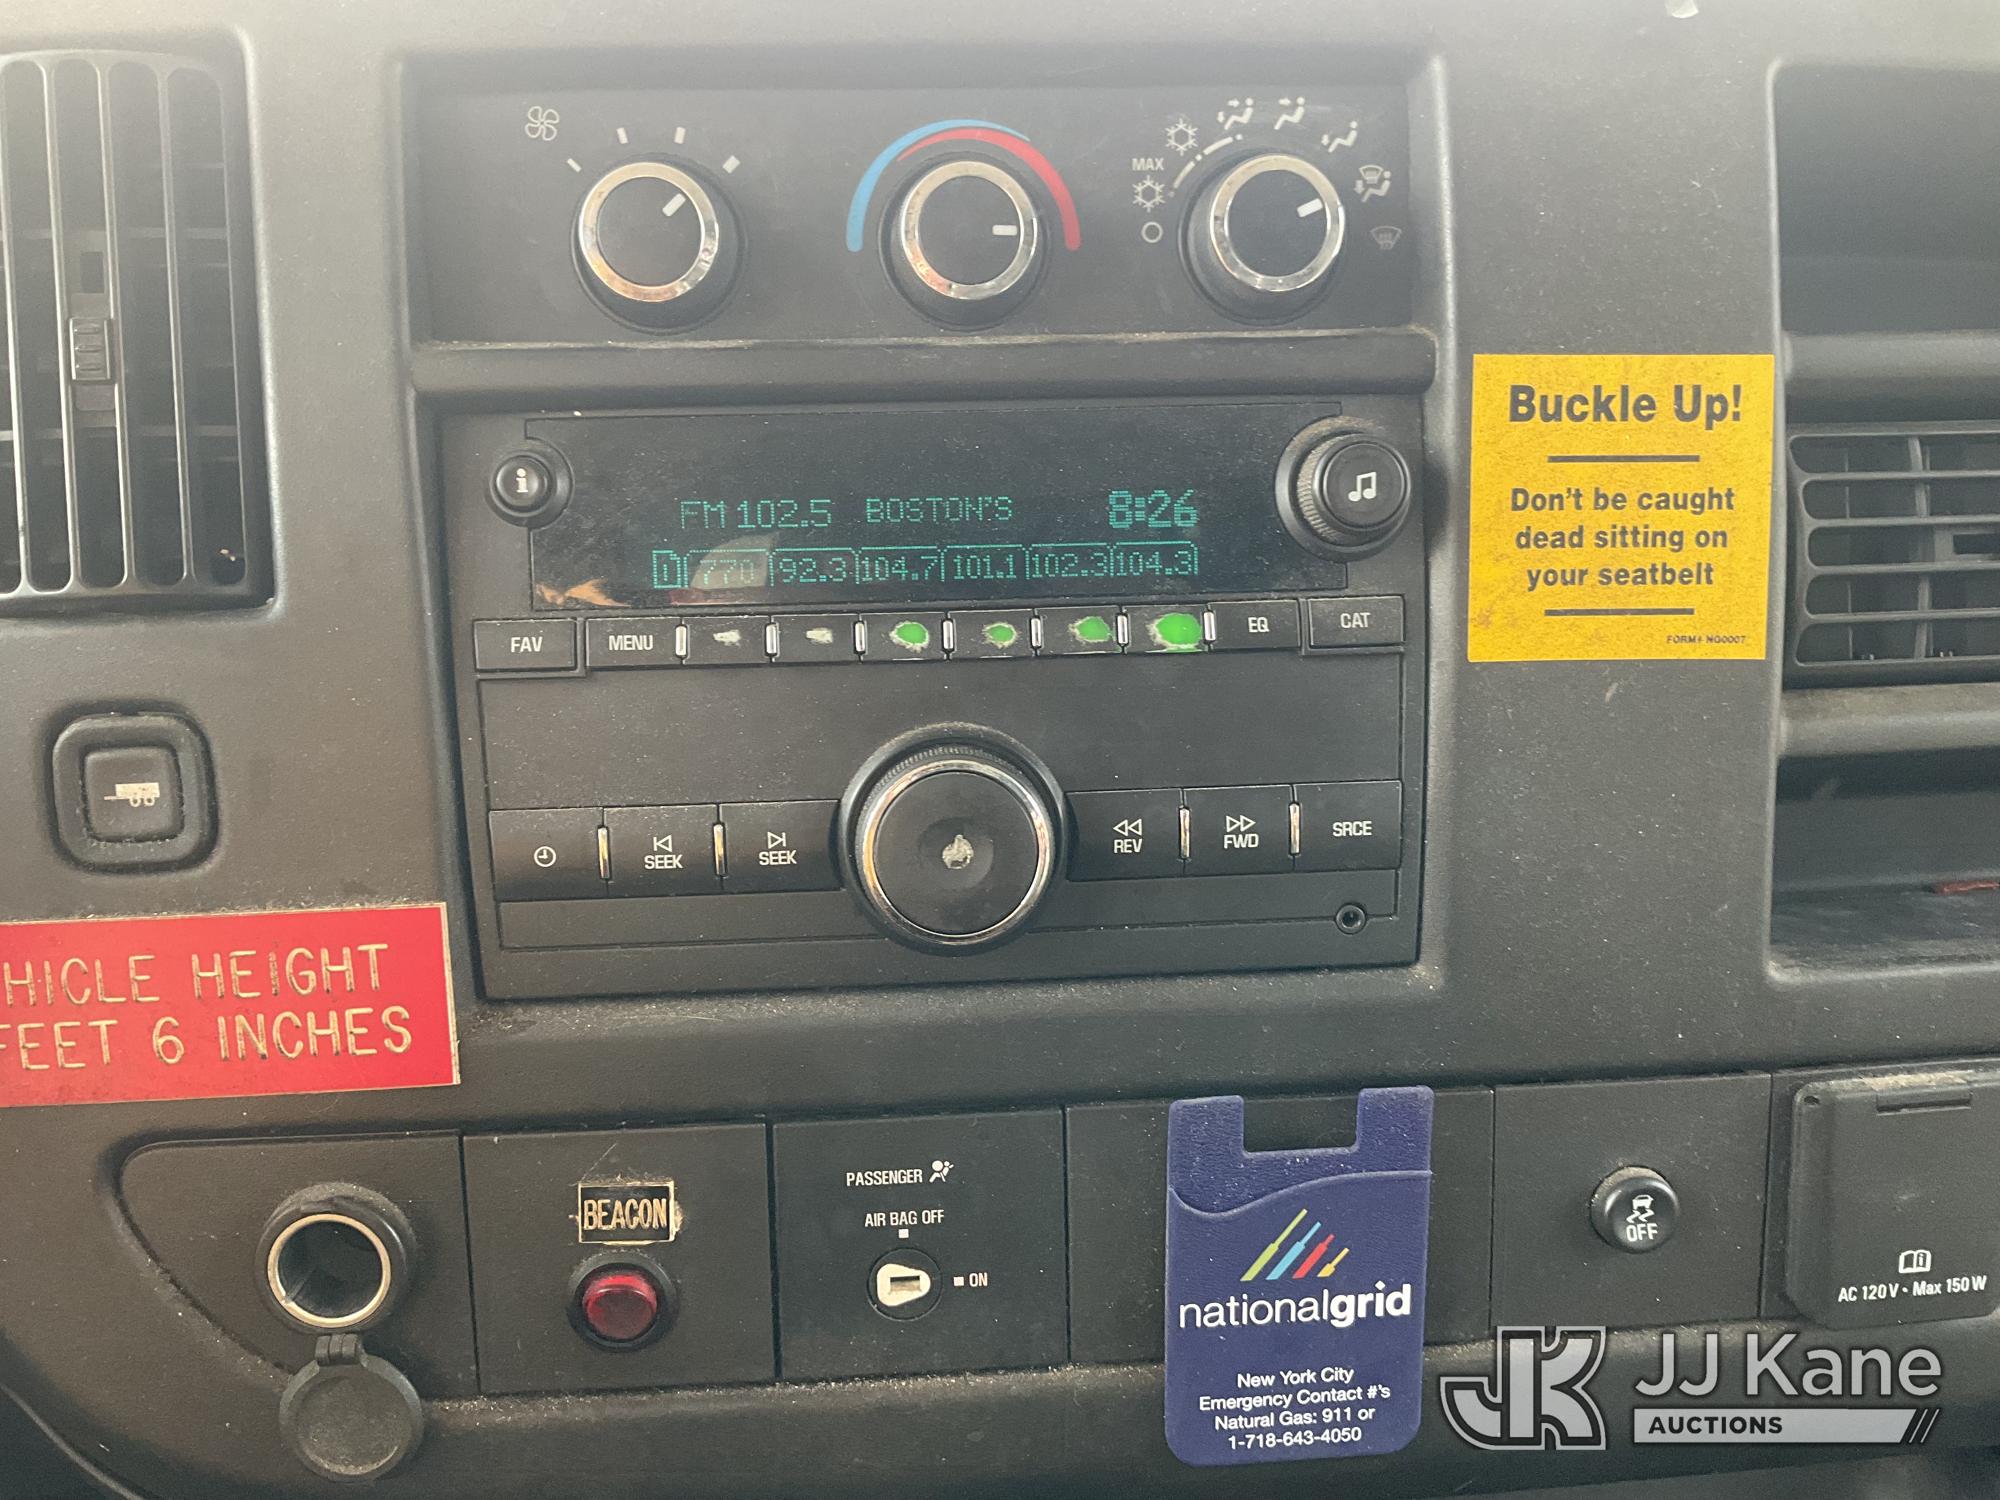 MAX
FM 102.5 BOSTON'S 8:26
1 770 92.3 104.7 101.1 102.3 104.3
FAV MENU EQ CAT
Buckle Up!
Don't be caught
dead sitting on
your seatbelt
FORM# NG0007
SEEK SEEK REV FWD SRCE
HICLE HEIGHT
FEET 6 INCHES
BEACON
PASSENGER
AIR BAG OFF
ON
nationalgrid
New York City
Emergency Contact #'s
Natural Gas: 911 or
1-718-643-4050
OFF
AC 120 V • Max 150 W
JK JJ Kane
AUCTIONS